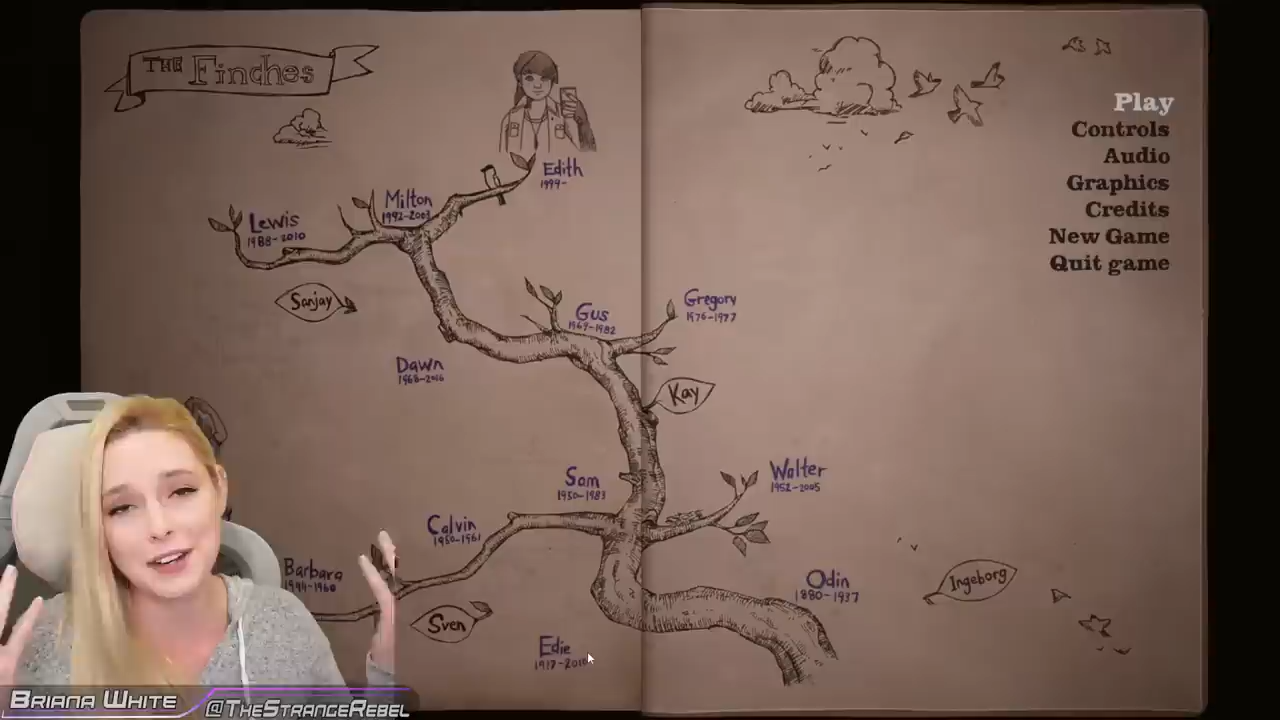 THE Finches
Edith
1999-
Milton
1992-2003
Lewis
1988-2010
Sanjay
Gus
1969-1982
Gregory
1976-1977
Dawn
1968-2016
Kay
Sam
1950-1983
Walter
1952-2005
Calvin
1950-1961
Barbara
1944-1960
Sven
Odin
1880-1937
Ingeborg
Edie
1917-2010
Play
Controls
Audio
Graphics
Credits
New Game
Quit game
BRIANA WHITE
@THESTRANGEREBEL